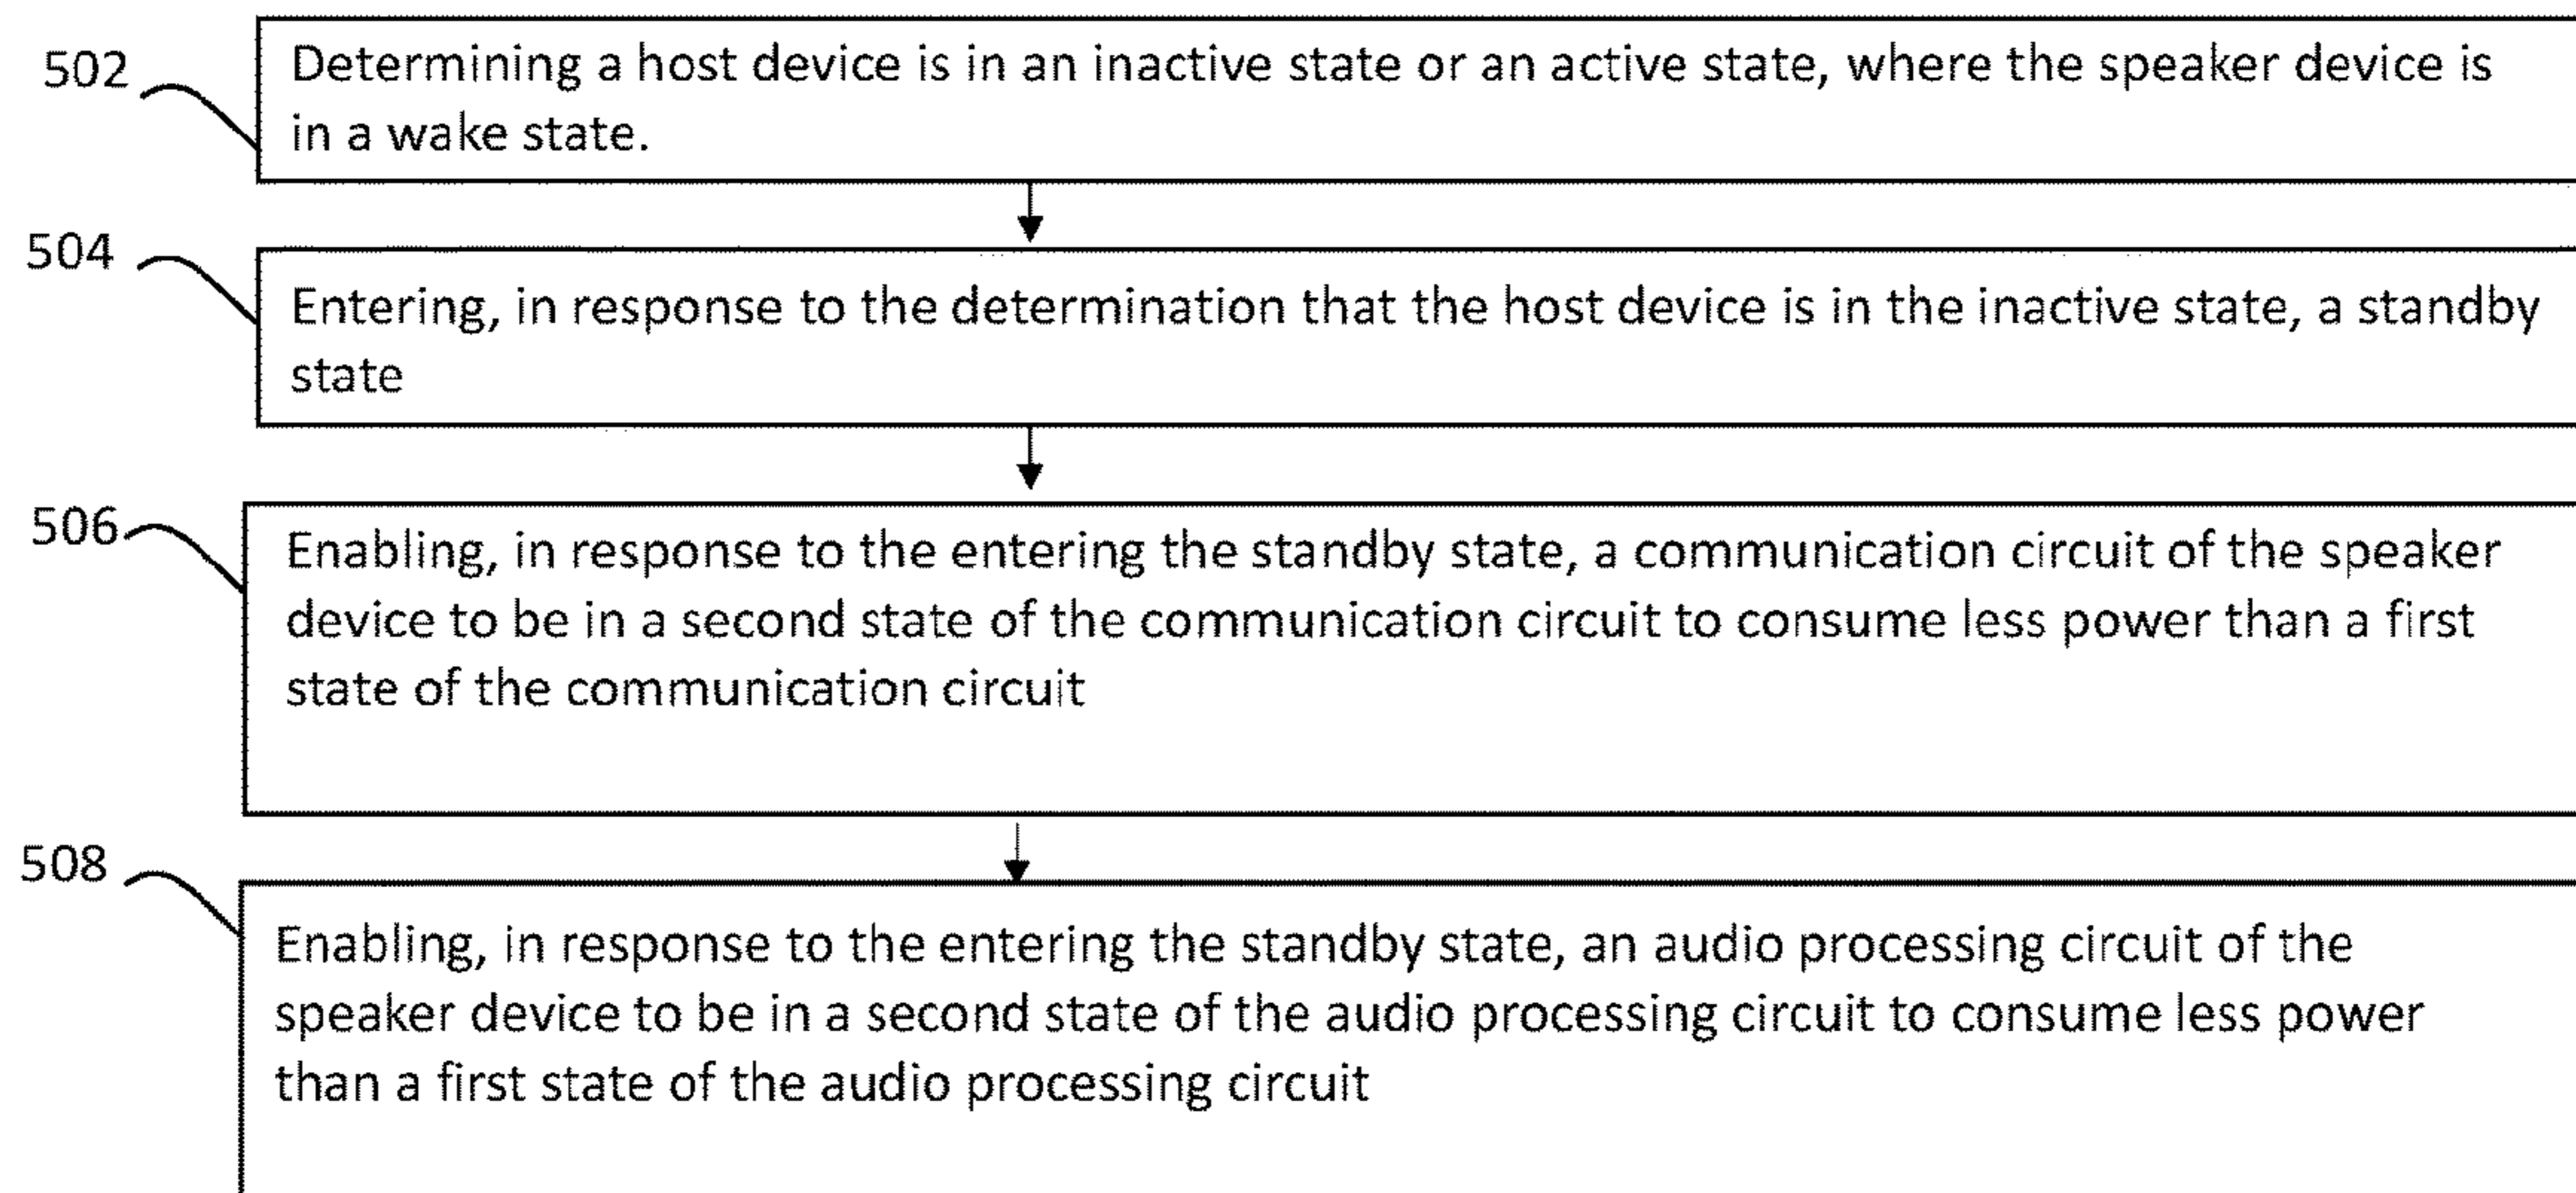 502
Determining a host device is in an inactive state or an active state, where the speaker device is
in a wake state.
504
Entering, in response to the determination that the host device is in the inactive state, a standby
state
506
Enabling, in response to the entering the standby state, a communication circuit of the speaker
device to be in a second state of the communication circuit to consume less power than a first
state of the communication circuit
508
Enabling, in response to the entering the standby state, an audio processing circuit of the
speaker device to be in a second state of the audio processing circuit to consume less power
than a first state of the audio processing circuit